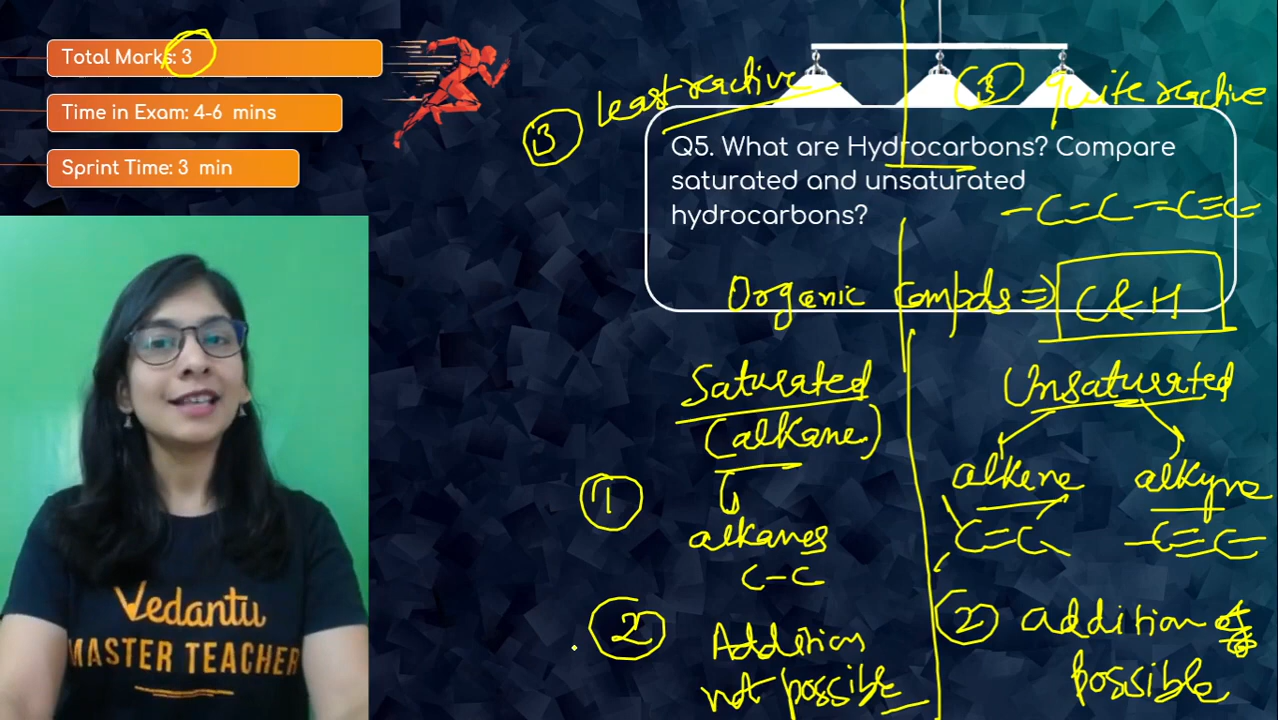 Total Marks: 3
Time in Exam: 4-6 mins
Sprint Time: 3 min
3 Least reactive
3 quite reactive
Q5. What are Hydrocarbons? Compare
saturated and unsaturated
hydrocarbons?
-C=C-C≡C-
Organic compds ⇒ C & H
Saturated
(alkane)
Unsaturated
alkene alkyne
1
alkanes
C-C
C=C -C≡C-
2 Addition
not possible
2 addition
possible
Vedantu
MASTER TEACHER